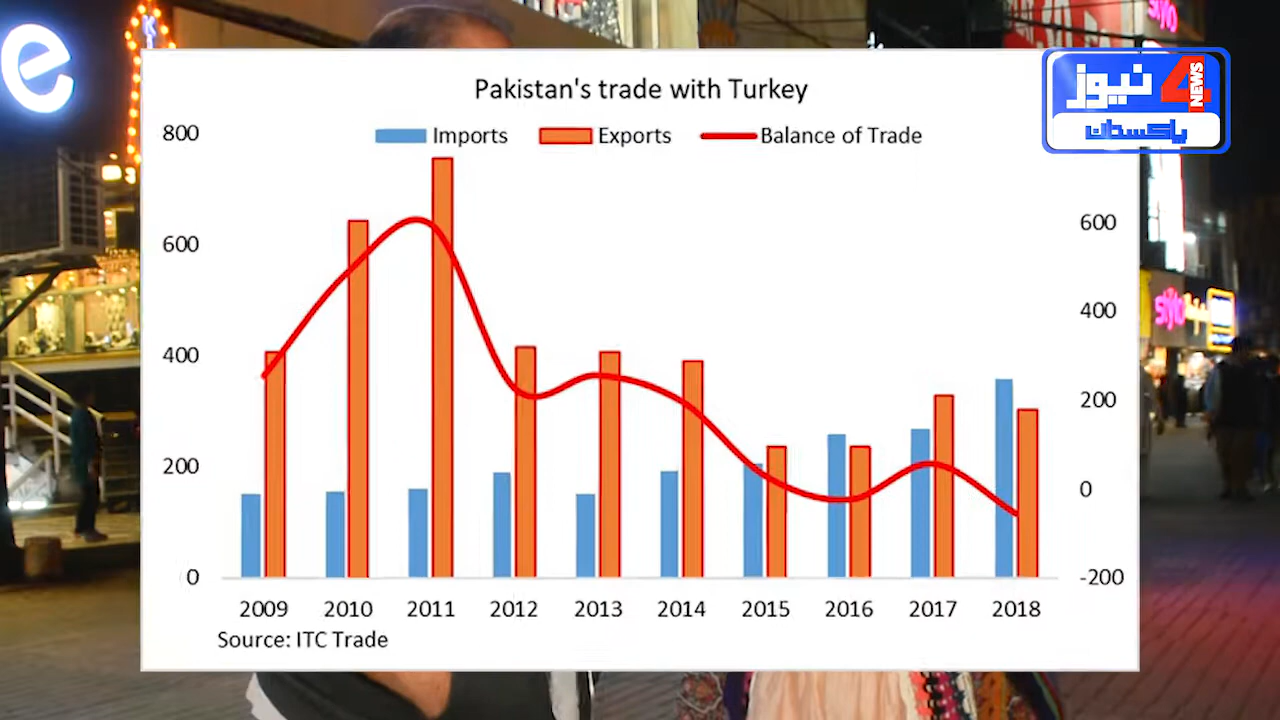 e
Pakistan's trade with Turkey
Imports Exports Balance of Trade
800
600
400
200
0
600
400
200
0
-200
2009 2010 2011 2012 2013 2014 2015 2016 2017 2018
Source: ITC Trade
نیوز 4 NEWS
پاکستان
stylo